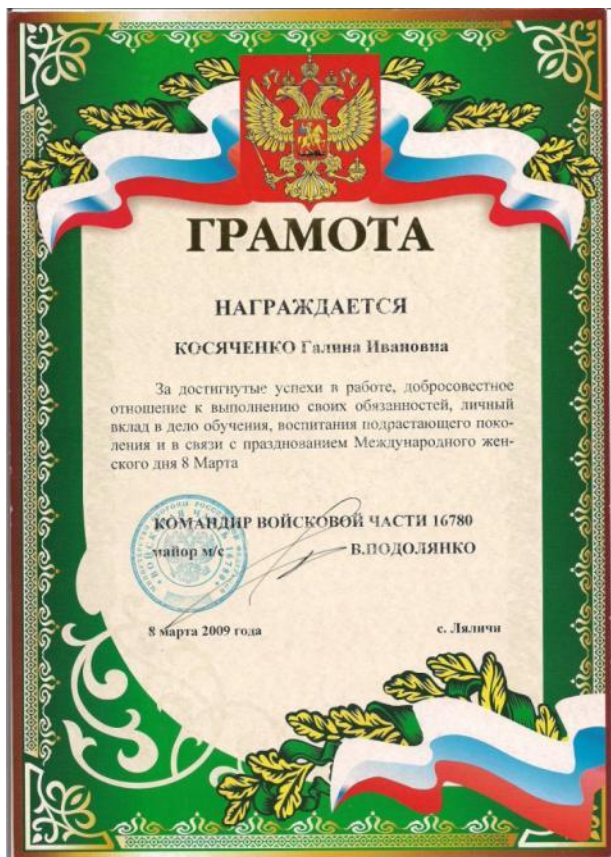 ГРАМОТА
НАГРАЖДАЕТСЯ
КОСЯЧЕНКО Галина Ивановна
За достигнутые успехи в работе, добросовестное
отношение к выполнению своих обязанностей, личный
вклад в дело обучения, воспитания подрастающего поко-
ления и в связи с празднованием Международного жен-
ского дня 8 Марта
КОМАНДИР ВОЙСКОВОЙ ЧАСТИ 16780
майор м/с В.ПОДОЛЯНКО
8 марта 2009 года с. Ляличи